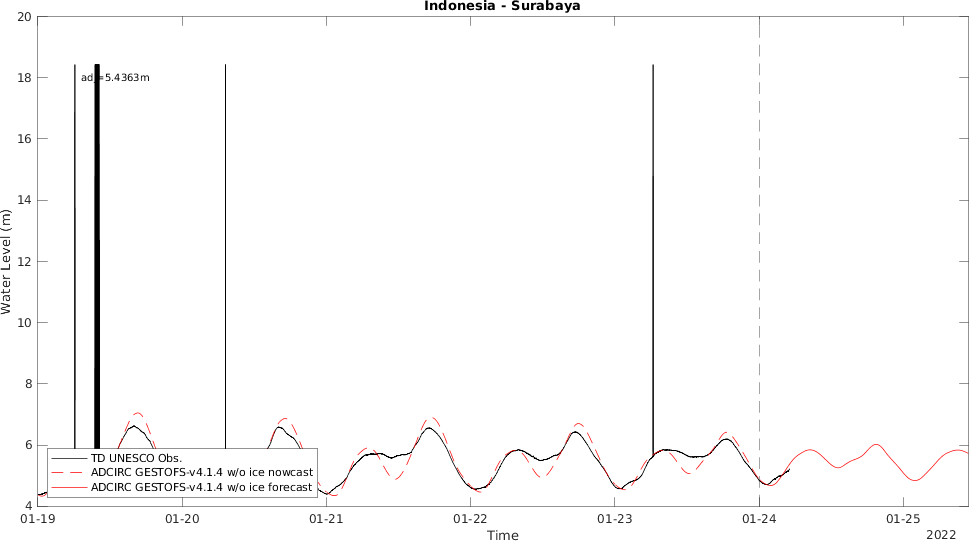 Indonesia - Surabaya
20
18
16
14
12
10
8
6
4
Water Level (m)
adj=5.4363m
TD UNESCO Obs.
ADCIRC GESTOFS-v4.1.4 w/o ice nowcast
ADCIRC GESTOFS-v4.1.4 w/o ice forecast
01-19
01-20
01-21
01-22
01-23
01-24
01-25
Time
2022